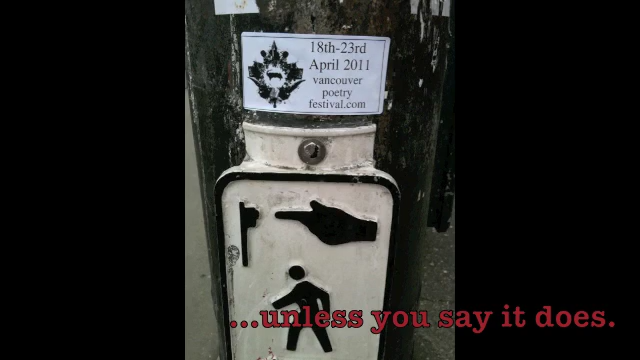 18th-23rd
April 2011
vancouver
poetry
festival.com
...unless you say it does.